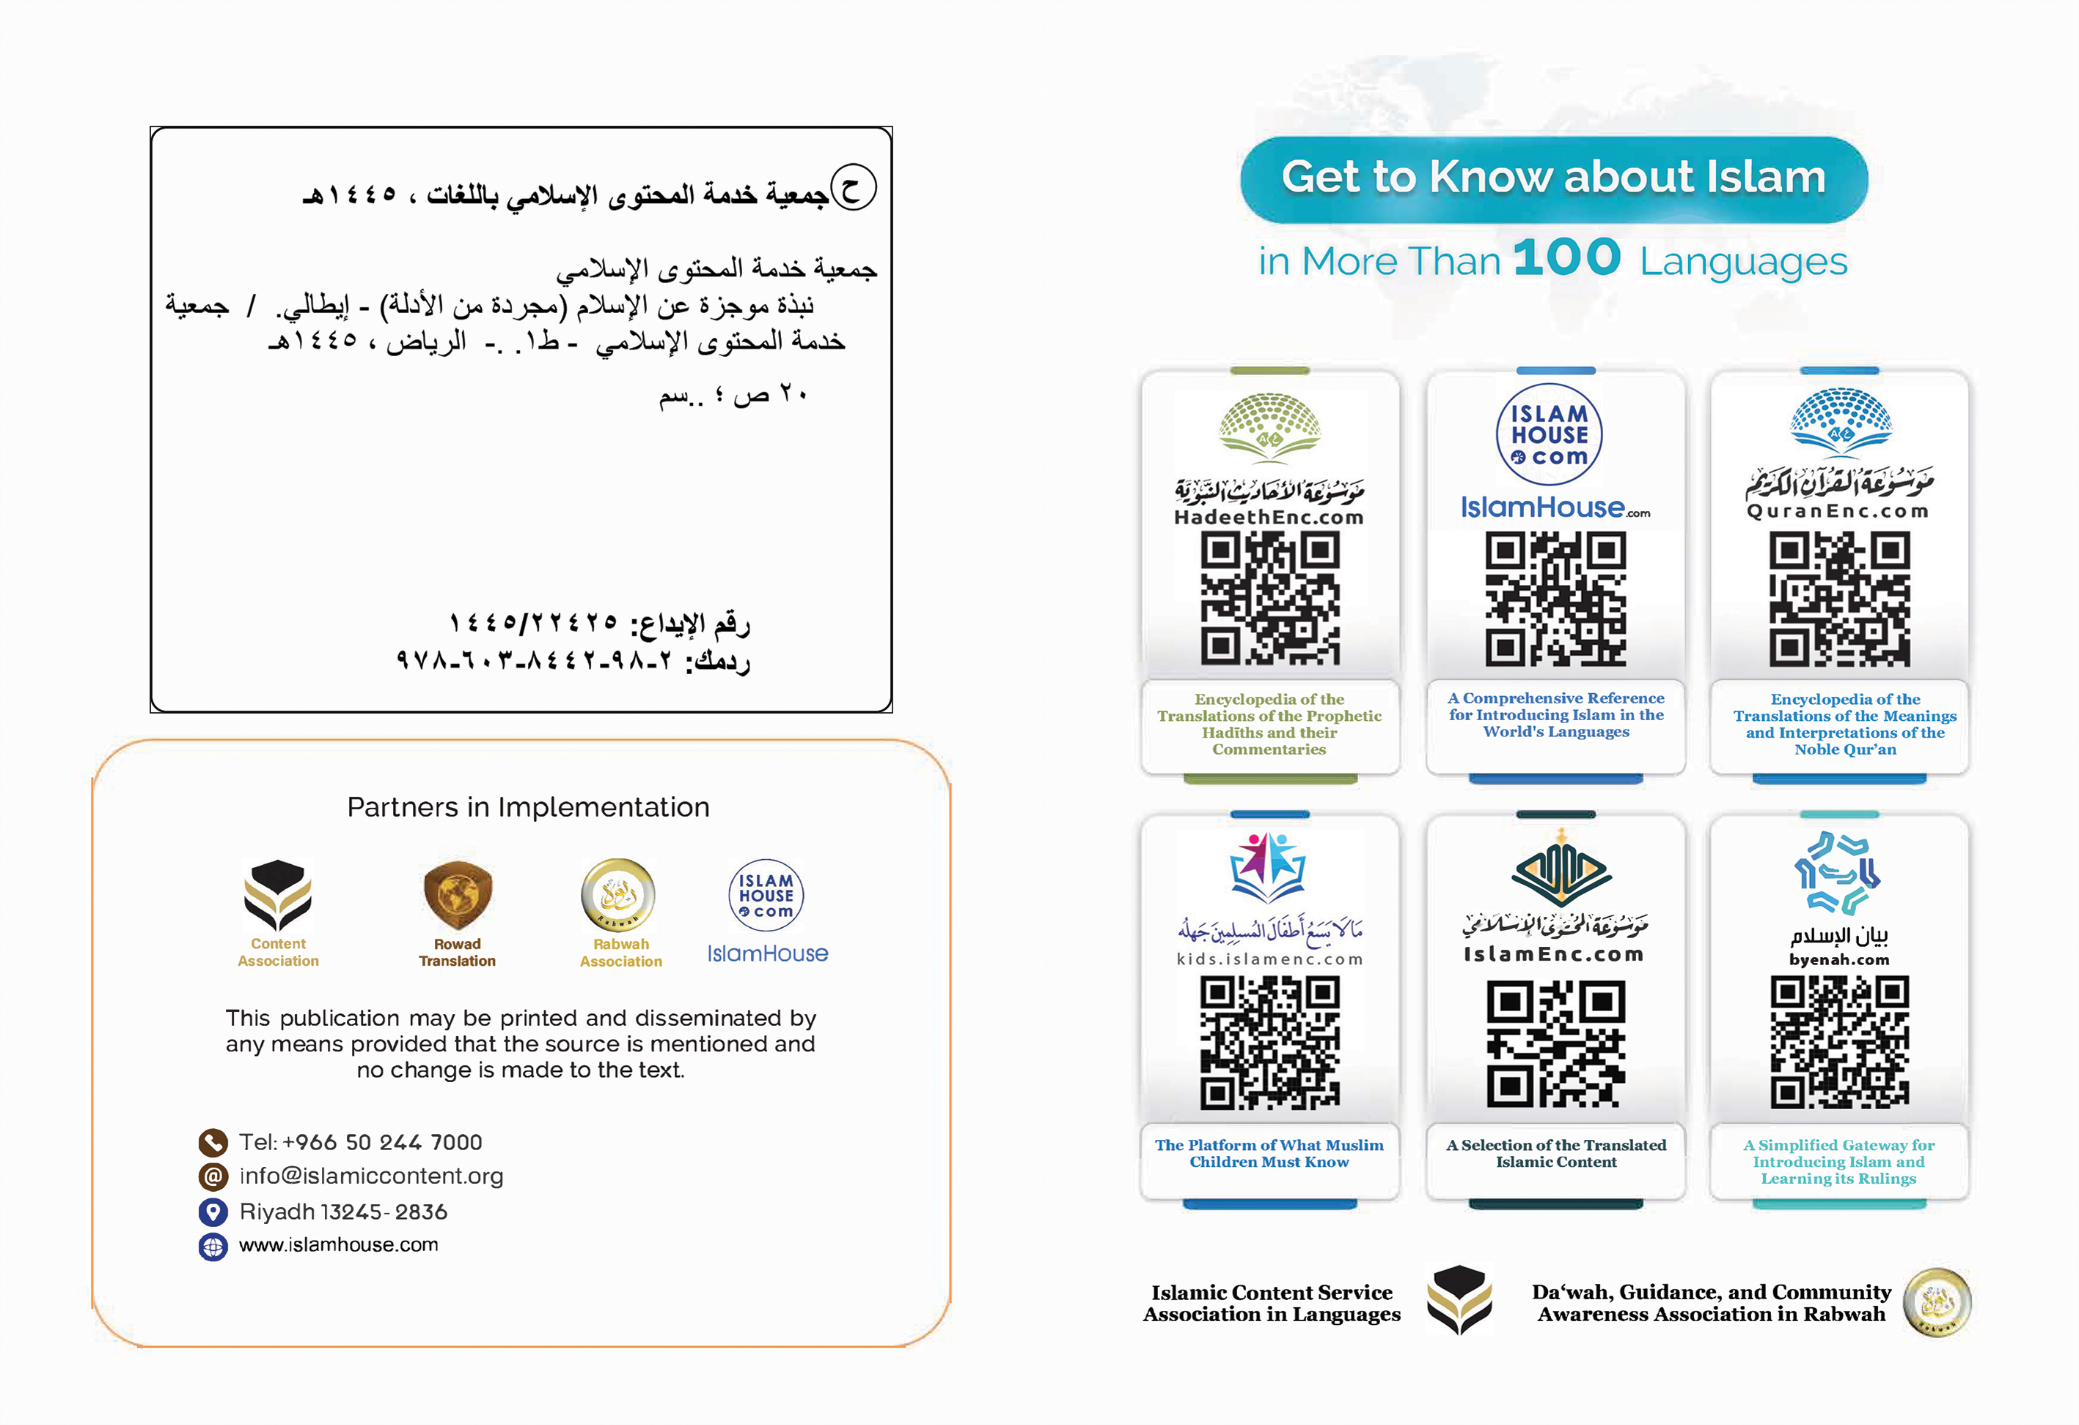 ح جمعية خدمة المحتوى الإسلامي باللغات ، ١٤٤٥هـ
جمعية خدمة المحتوى الإسلامي
نبذة موجزة عن الإسلام (مجردة من الأدلة) - إيطالي. / جمعية
خدمة المحتوى الإسلامي - ط١. .- الرياض ، ١٤٤٥هـ
٢٠ ص ؛ ..سم
رقم الإيداع: ١٤٤٥/٢٢٤٢٥
ردمك: ٢-٩٨-٨٤٤٢-٦٠٣-٩٧٨
Partners in Implementation
Content
Association
Rowad
Translation
Rabwah
Rabwah
Association
ISLAM
HOUSE
com
IslamHouse
This publication may be printed and disseminated by
any means provided that the source is mentioned and
no change is made to the text.
Tel: +966 50 244 7000
info@islamiccontent.org
Riyadh 13245- 2836
www.islamhouse.com
Get to Know about Islam
in More Than 100 Languages
موسوعة الأحاديث النبوية
HadeethEnc.com
Encyclopedia of the
Translations of the Prophetic
Hadīths and their
Commentaries
ISLAM
HOUSE
com
IslamHouse.com
A Comprehensive Reference
for Introducing Islam in the
World's Languages
موسوعة القرآن الكريم
QuranEnc.com
Encyclopedia of the
Translations of the Meanings
and Interpretations of the
Noble Qur’an
مَا لَا يَسَعُ أَطْفَالَ المُسلِمِينَ جَهلُه
kids.islamenc.com
The Platform of What Muslim
Children Must Know
موسوعة المحتوى الإسلامي
IslamEnc.com
A Selection of the Translated
Islamic Content
بيان الإسلام
byenah.com
A Simplified Gateway for
Introducing Islam and
Learning its Rulings
Islamic Content Service
Association in Languages
Da‘wah, Guidance, and Community
Awareness Association in Rabwah